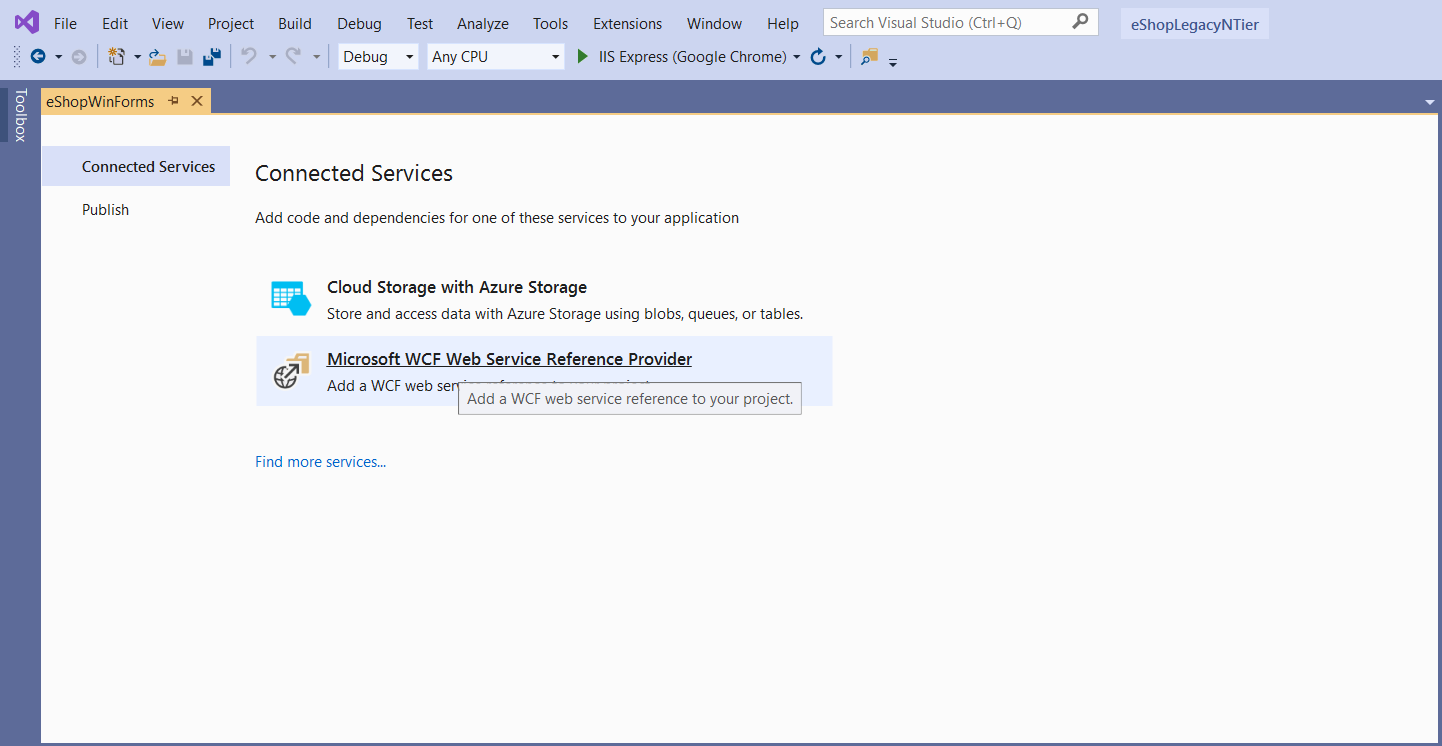 File Edit View Project Build Debug Test Analyze Tools Extensions Window Help Search Visual Studio (Ctrl+Q) eShopLegacyNTier
Debug Any CPU IIS Express (Google Chrome)
Toolbox
eShopWinForms
Connected Services
Publish
Connected Services
Add code and dependencies for one of these services to your application
Cloud Storage with Azure Storage
Store and access data with Azure Storage using blobs, queues, or tables.
Microsoft WCF Web Service Reference Provider
Add a WCF web
Add a WCF web service reference to your project.
Find more services...